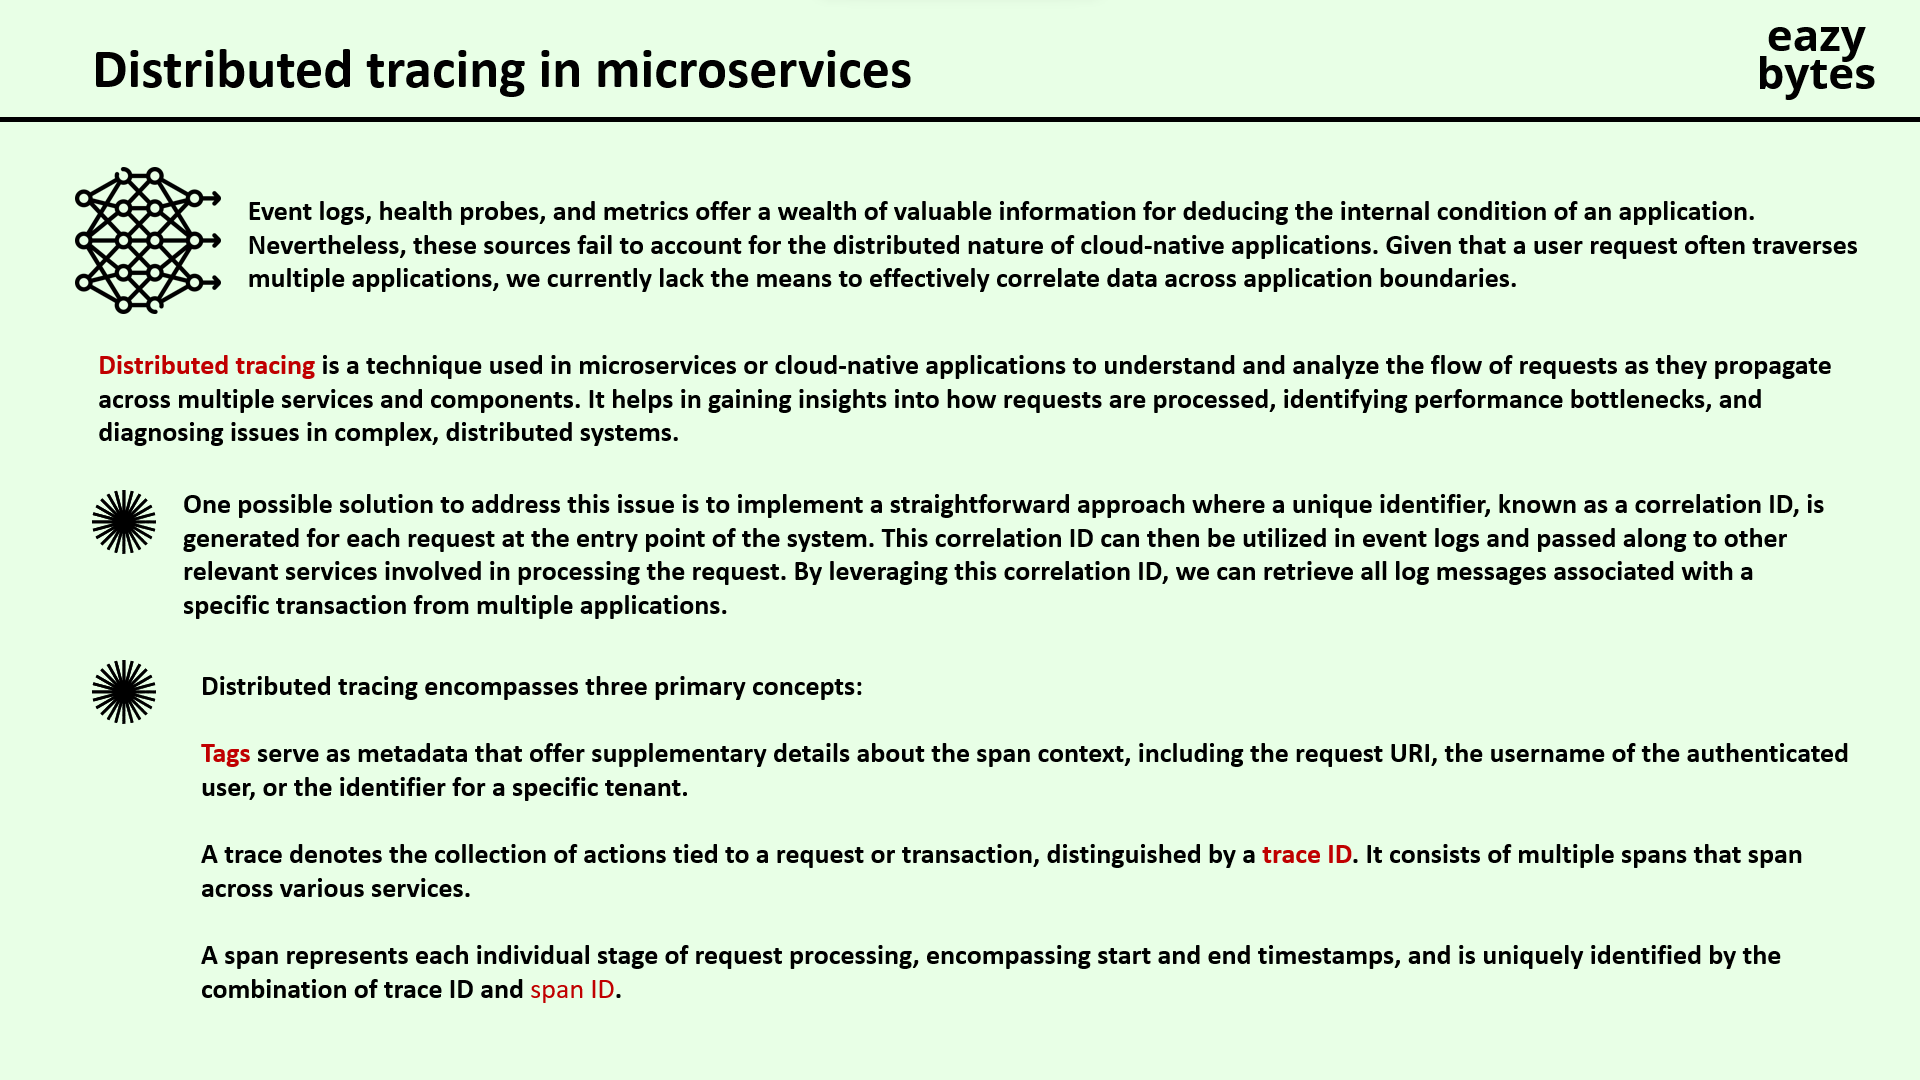 Distributed tracing in microservices
eazy
bytes
Event logs, health probes, and metrics offer a wealth of valuable information for deducing the internal condition of an application.
Nevertheless, these sources fail to account for the distributed nature of cloud-native applications. Given that a user request often traverses
multiple applications, we currently lack the means to effectively correlate data across application boundaries.
Distributed tracing is a technique used in microservices or cloud-native applications to understand and analyze the flow of requests as they propagate
across multiple services and components. It helps in gaining insights into how requests are processed, identifying performance bottlenecks, and
diagnosing issues in complex, distributed systems.
One possible solution to address this issue is to implement a straightforward approach where a unique identifier, known as a correlation ID, is
generated for each request at the entry point of the system. This correlation ID can then be utilized in event logs and passed along to other
relevant services involved in processing the request. By leveraging this correlation ID, we can retrieve all log messages associated with a
specific transaction from multiple applications.
Distributed tracing encompasses three primary concepts:
Tags serve as metadata that offer supplementary details about the span context, including the request URI, the username of the authenticated
user, or the identifier for a specific tenant.
A trace denotes the collection of actions tied to a request or transaction, distinguished by a trace ID. It consists of multiple spans that span
across various services.
A span represents each individual stage of request processing, encompassing start and end timestamps, and is uniquely identified by the
combination of trace ID and span ID.